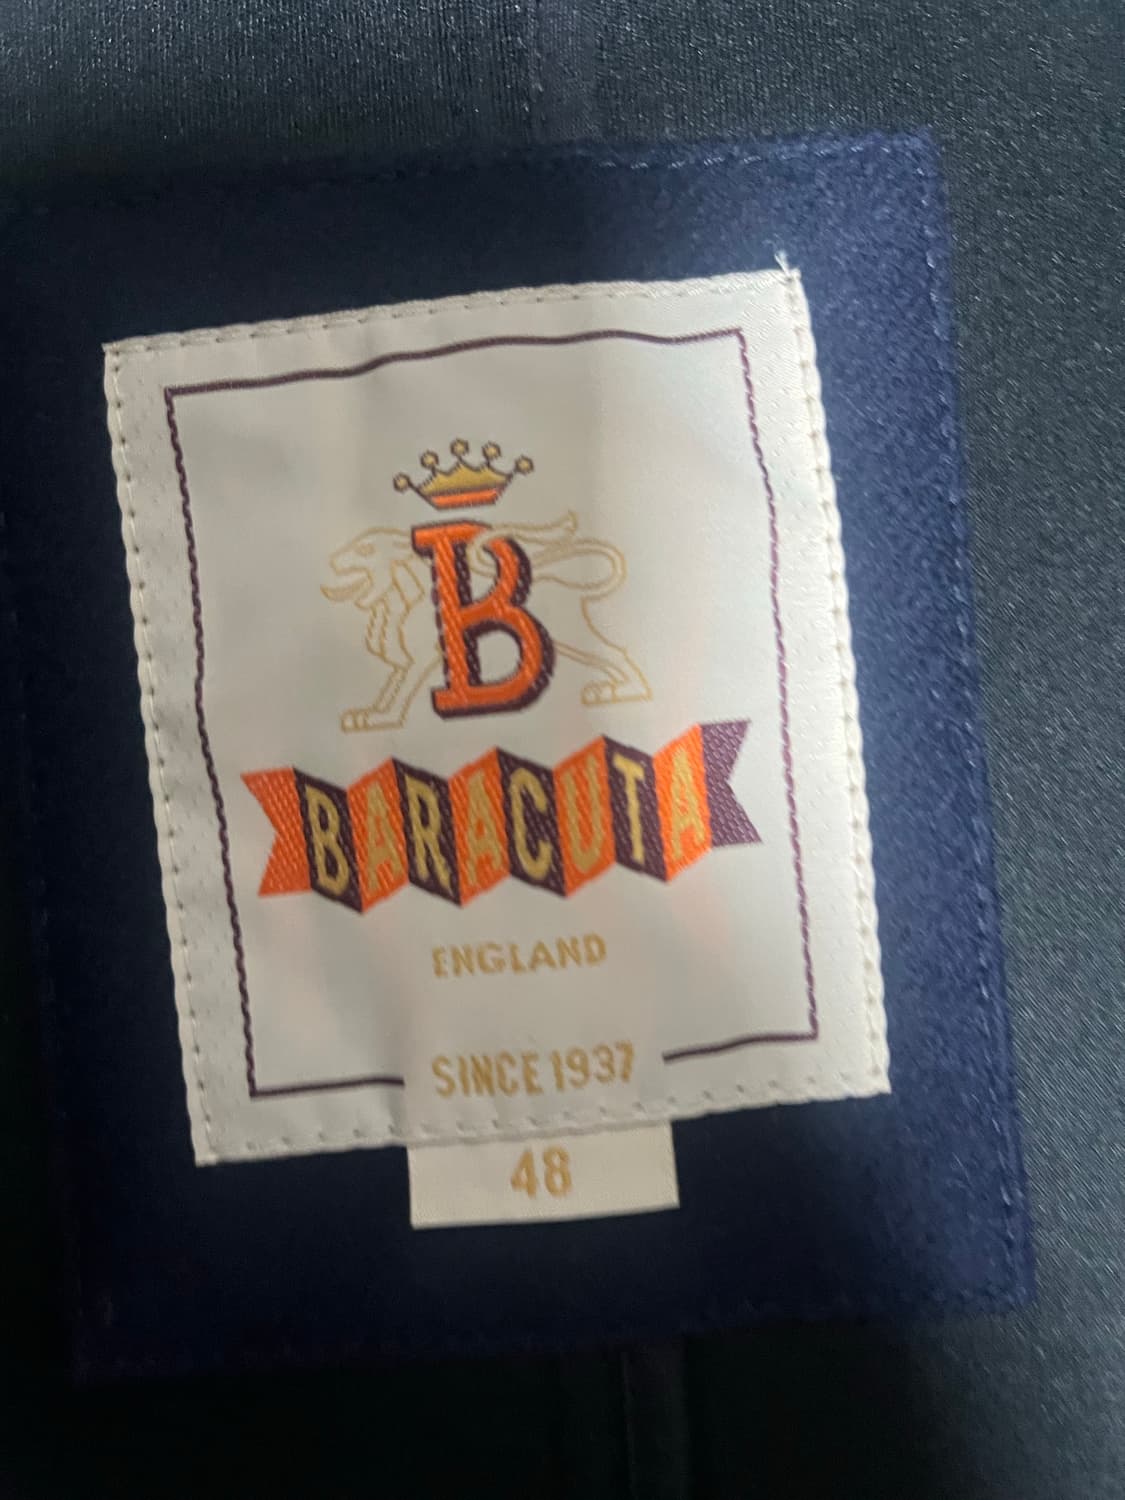 B
BARACUTA
ENGLAND
SINCE 1937
48